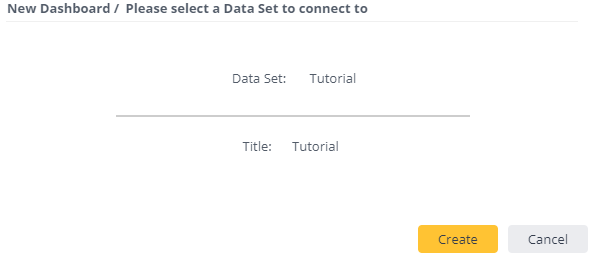 New Dashboard / Please select a Data Set to connect to
Data Set: Tutorial
Title: Tutorial
Create Cancel